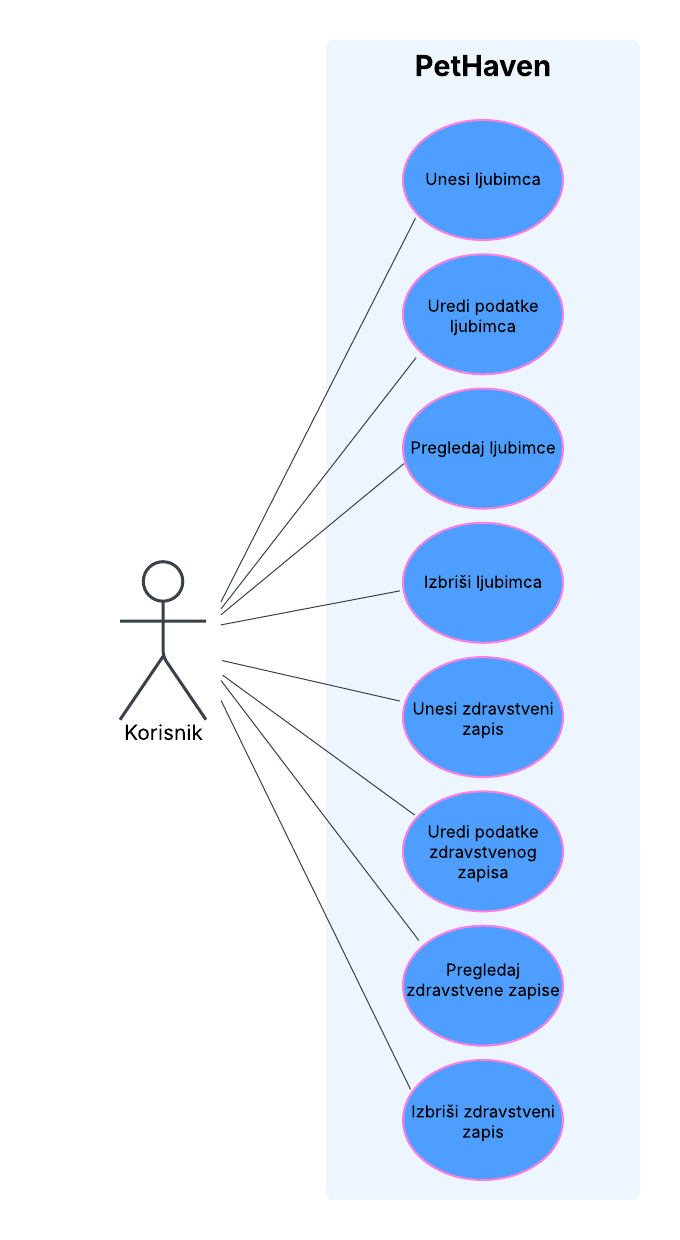 PetHaven
Unesi ljubimca
Uredi podatke
ljubimca
Pregledaj ljubimce
Izbriši ljubimca
Unesi zdravstveni
zapis
Korisnik
Uredi podatke
zdravstvenog
zapisa
Pregledaj
zdravstvene zapise
Izbriši zdravstveni
zapis